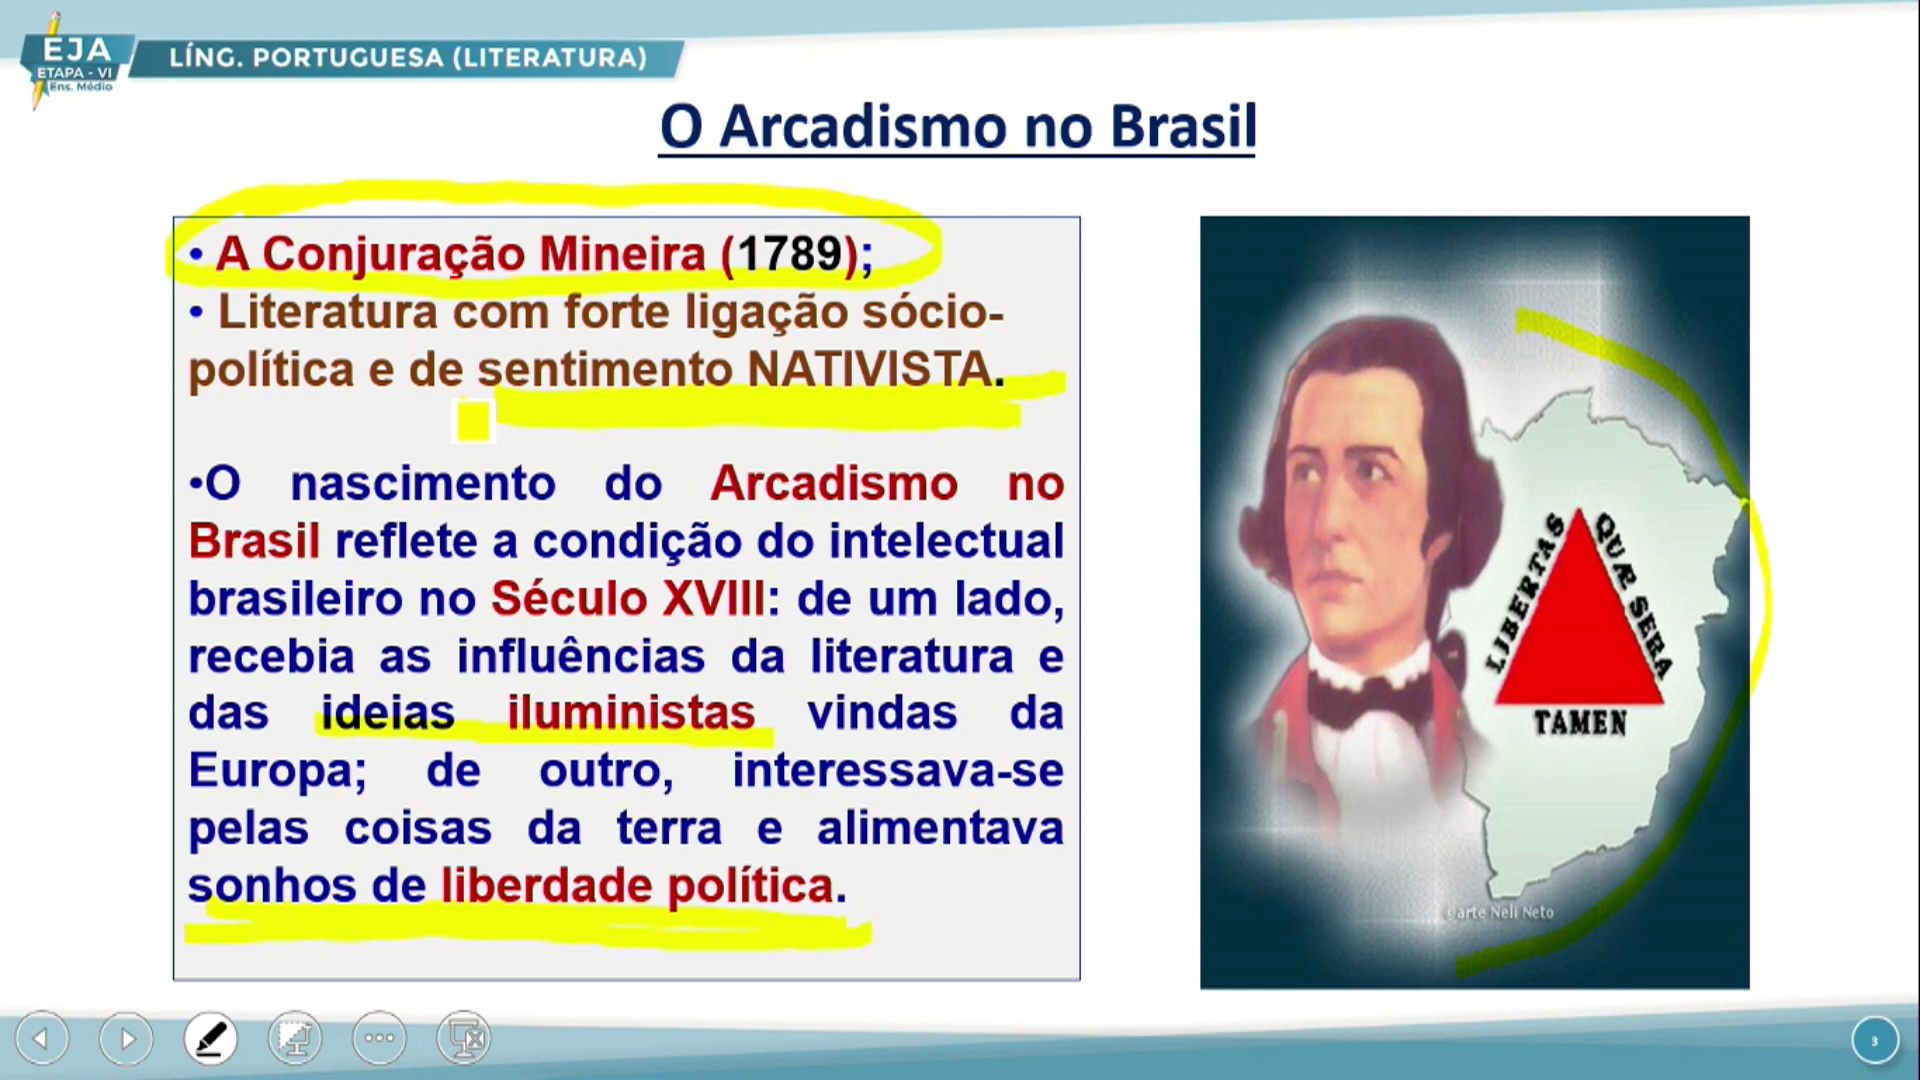 EJA
ETAPA - VI
Ens. Médio
LÍNG. PORTUGUESA (LITERATURA)
O Arcadismo no Brasil
• A Conjuração Mineira (1789);
• Literatura com forte ligação sócio-
política e de sentimento NATIVISTA.
•O nascimento do Arcadismo no
Brasil reflete a condição do intelectual
brasileiro no Século XVIII: de um lado,
recebia as influências da literatura e
das ideias iluministas vindas da
Europa; de outro, interessava-se
pelas coisas da terra e alimentava
sonhos de liberdade política.
LIBERTAS
QUÆ SERA
TAMEN
©arte Neli Neto
3